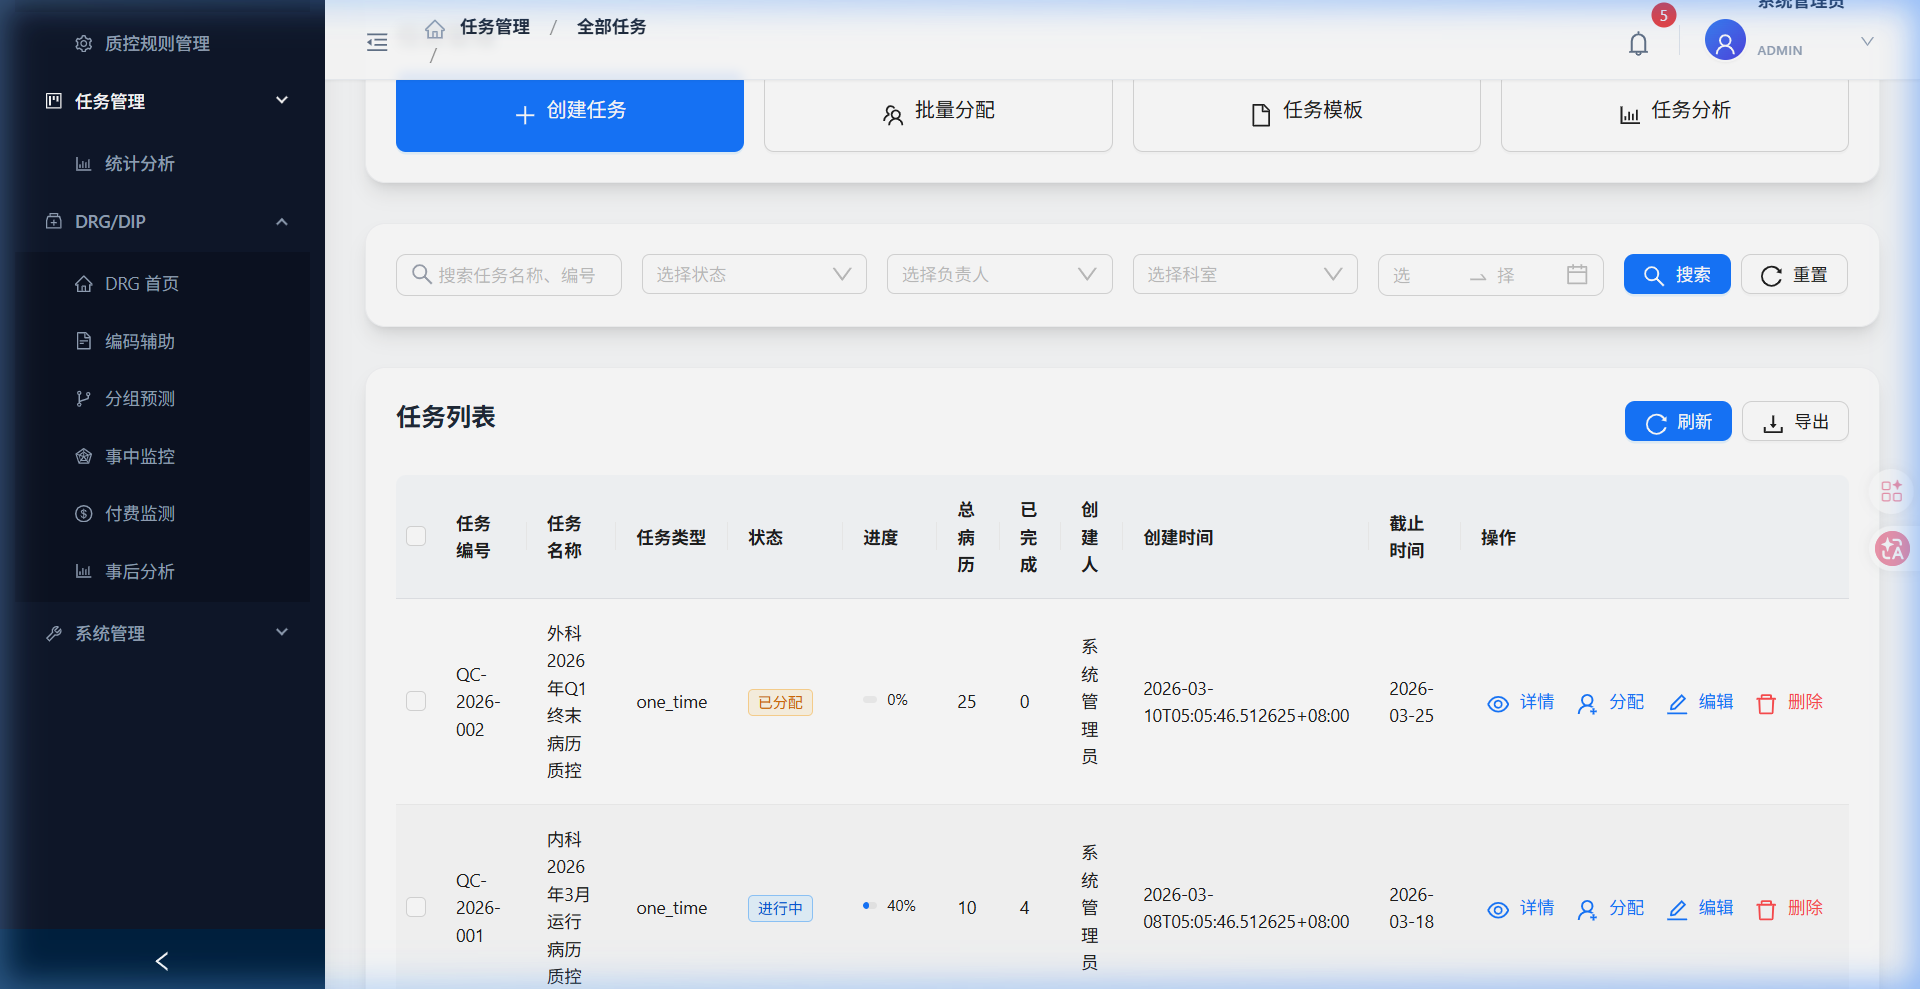 质控规则管理
任务管理
统计分析
DRG/DIP
DRG 首页
编码辅助
分组预测
事中监控
付费监测
事后分析
系统管理
任务管理 / 全部任务
/
5
系统管理员
ADMIN
创建任务
批量分配
任务模板
任务分析
搜索任务名称、编号
选择状态
选择负责人
选择科室
选
择
搜索
重置
任务列表
刷新
导出
任务
编号
任务
名称
任务类型
状态
进度
总
病
历
已
完
成
创
建
人
创建时间
截止
时间
操作
QC-
2026-
002
外科
2026
年Q1
终末
病历
质控
one_time
已分配
0%
25
0
系
统
管
理
员
2026-03-
10T05:05:46.512625+08:00
2026-
03-25
详情
分配
编辑
删除
QC-
2026-
001
内科
2026
年3月
运行
病历
质控
one_time
进行中
40%
10
4
系
统
管
理
员
2026-03-
08T05:05:46.512625+08:00
2026-
03-18
详情
分配
编辑
删除